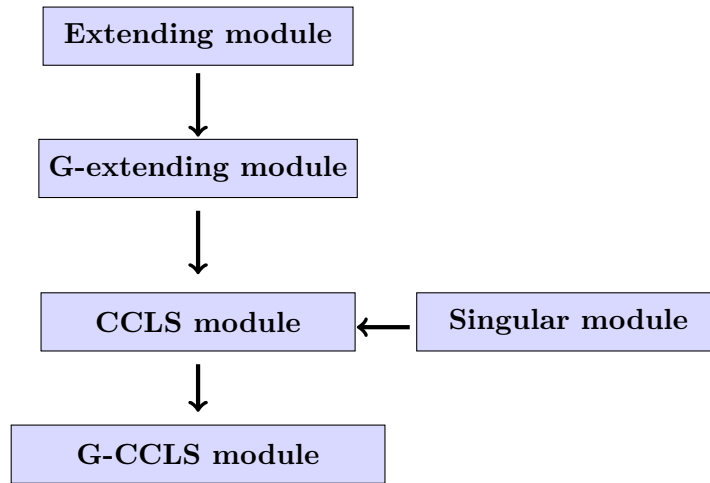 Extending module
G-extending module
CCLS module
Singular module
G-CCLS module